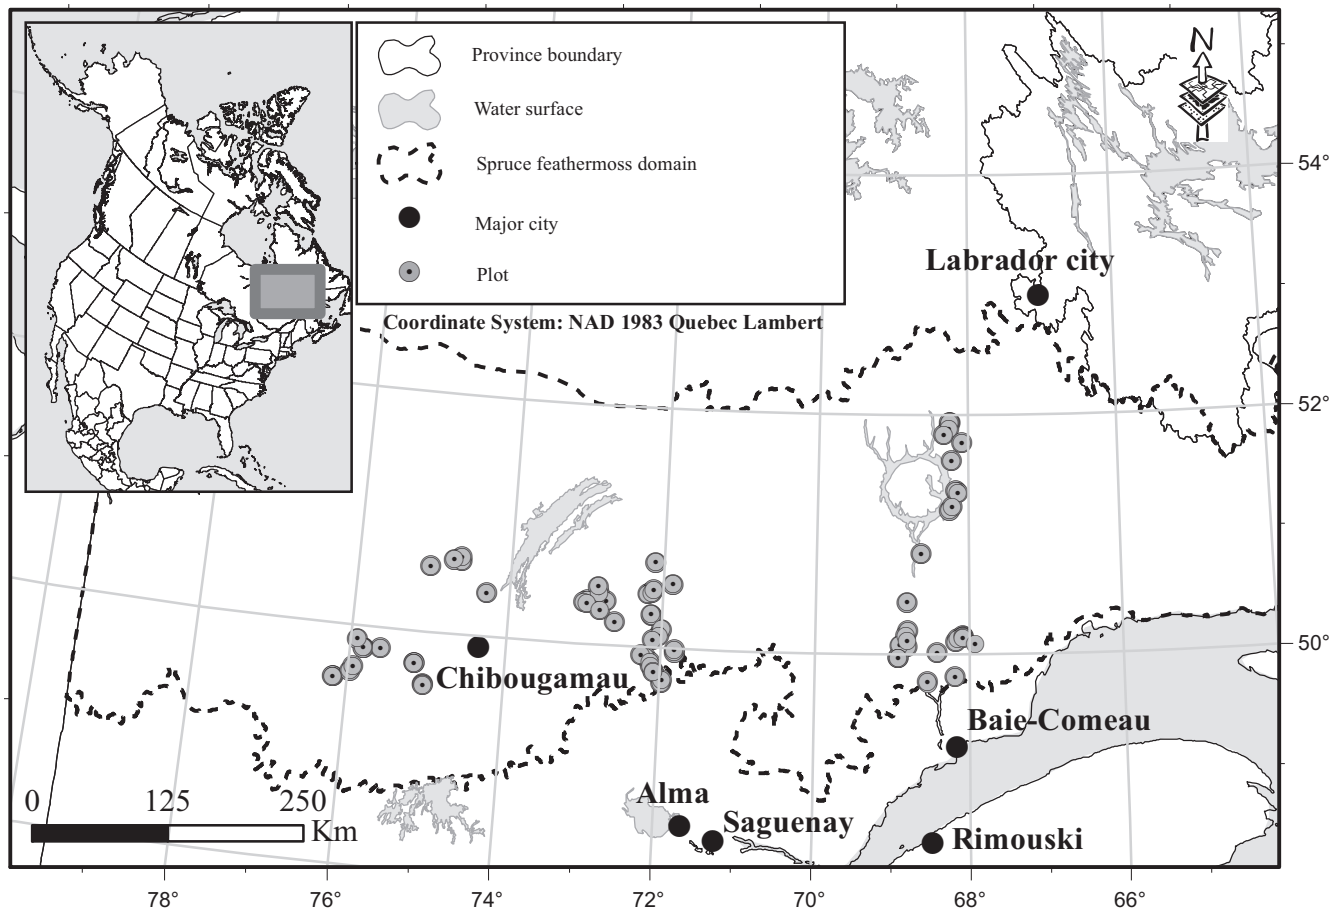 Province boundary
Water surface
Spruce feathermoss domain
Major city
Plot
Coordinate System: NAD 1983 Quebec Lambert
N
54°
Labrador city
52°
50°
Chibougamau
Baie-Comeau
Alma
Saguenay
Rimouski
0 125 250
Km
78° 76° 74° 72° 70° 68° 66°